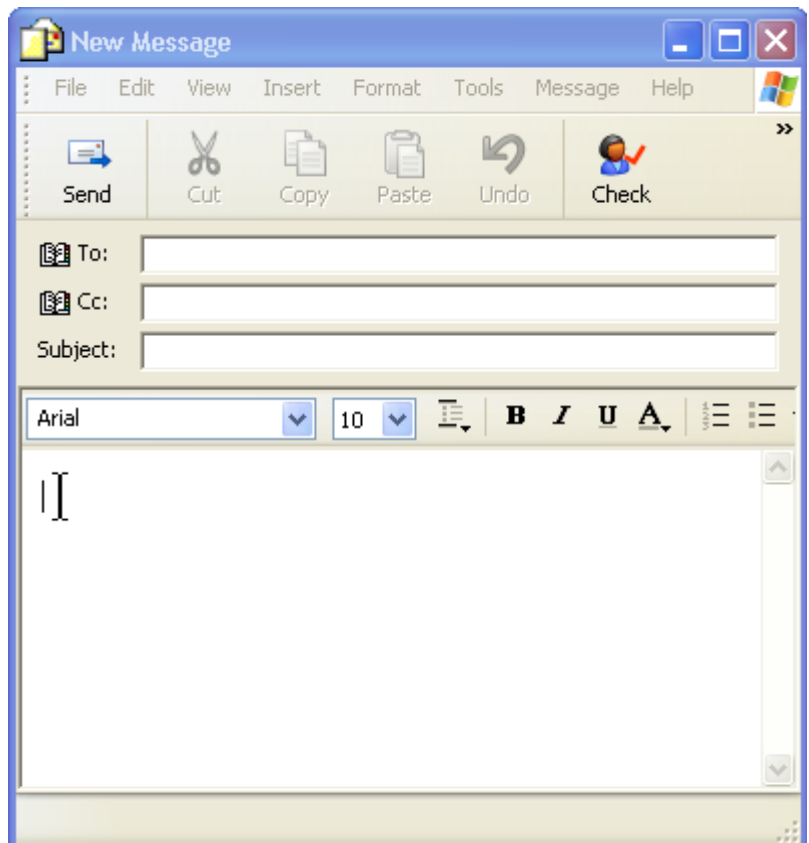 New Message
File Edit View Insert Format Tools Message Help
Send Cut Copy Paste Undo Check »
To:
Cc:
Subject:
Arial 10 B I U A